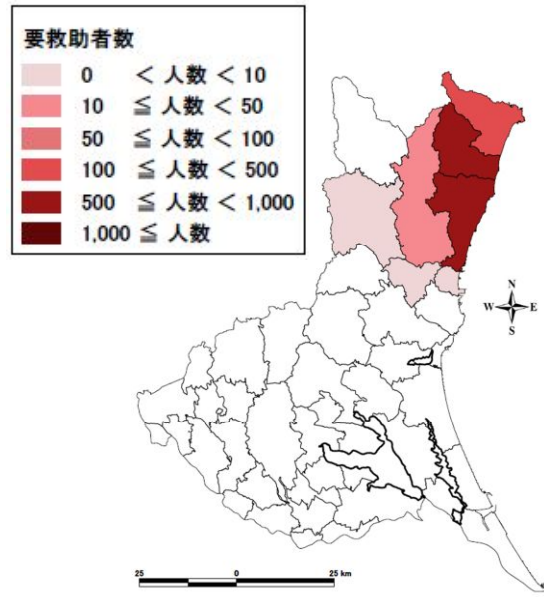 要救助者数
0 < 人数 < 10
10 ≦ 人数 < 50
50 ≦ 人数 < 100
100 ≦ 人数 < 500
500 ≦ 人数 < 1,000
1,000 ≦ 人数
N
W E
S
25 0 25 km